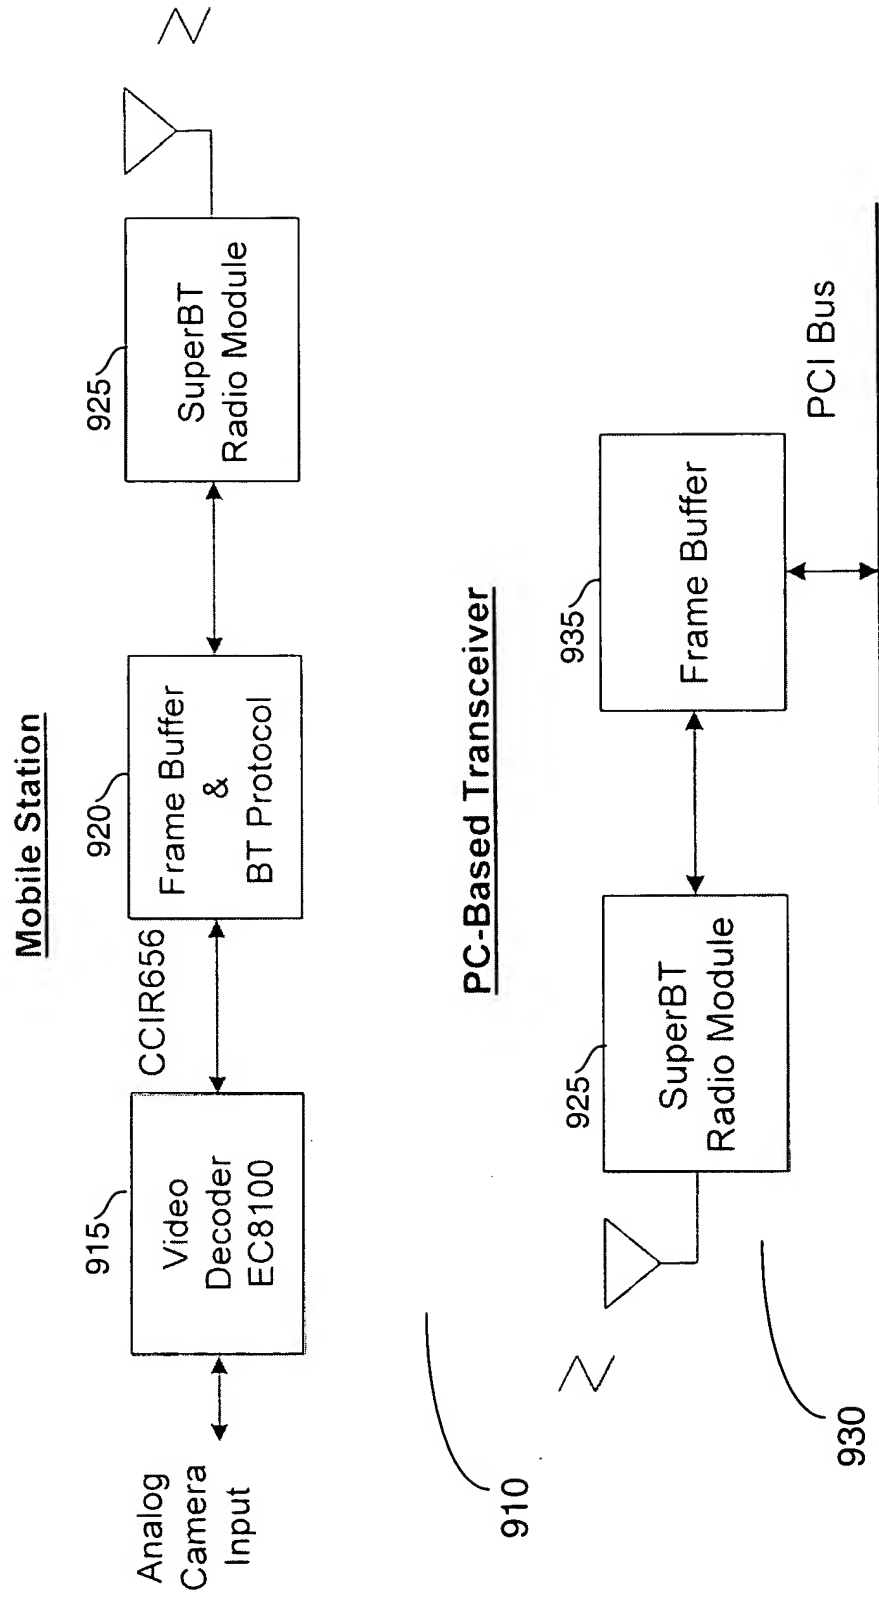 Mobile Station
Analog
Camera
Input
915
Video
Decoder
EC8100
CCIR656
920
Frame Buffer
&
BT Protocol
925
SuperBT
Radio Module
910
PC-Based Transceiver
925
SuperBT
Radio Module
935
Frame Buffer
PCI Bus
930